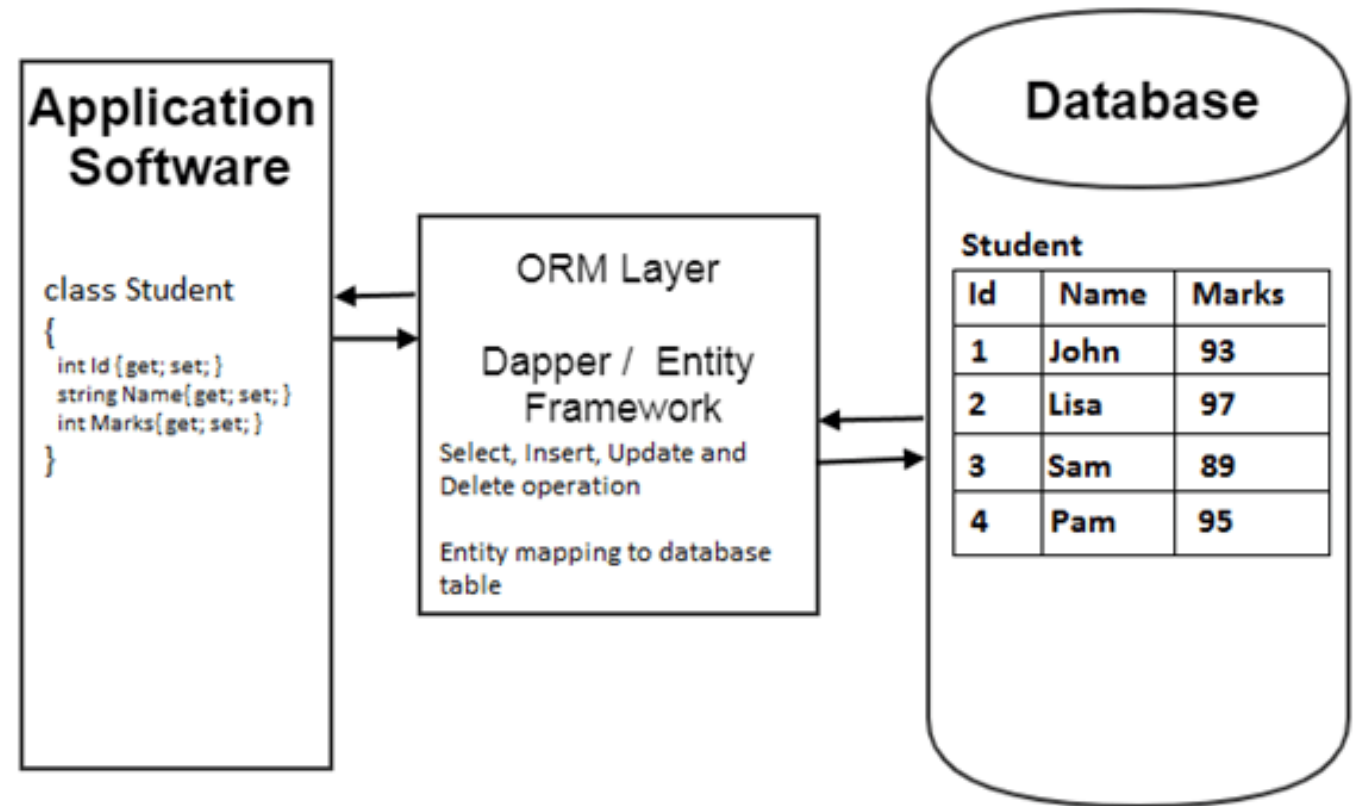 Application
Software
class Student
{
int Id {get; set; }
string Name{get; set; }
int Marks{get; set; }
}
ORM Layer
Dapper / Entity
Framework
Select, Insert, Update and
Delete operation
Entity mapping to database
table
Database
Student
Id Name Marks
1 John 93
2 Lisa 97
3 Sam 89
4 Pam 95